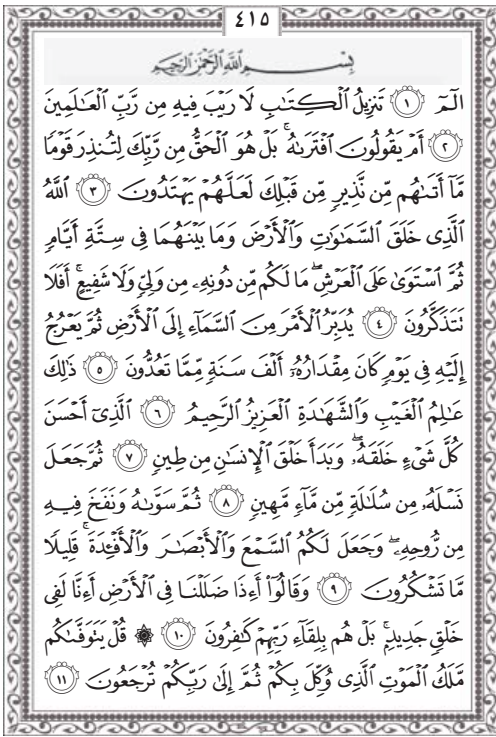 ٤١٥
بِسْمِ اللَّهِ الرَّحْمَٰنِ الرَّحِيمِ
الٓمٓ ۝١ تَنزِيلُ ٱلْكِتَٰبِ لَا رَيْبَ فِيهِ مِن رَّبِّ ٱلْعَٰلَمِينَ
۝٢ أَمْ يَقُولُونَ ٱفْتَرَىٰهُ ۚ بَلْ هُوَ ٱلْحَقُّ مِن رَّبِّكَ لِتُنذِرَ قَوْمًا
مَّآ أَتَىٰهُم مِّن نَّذِيرٍ مِّن قَبْلِكَ لَعَلَّهُمْ يَهْتَدُونَ ۝٣ ٱللَّهُ
ٱلَّذِى خَلَقَ ٱلسَّمَٰوَٰتِ وَٱلْأَرْضَ وَمَا بَيْنَهُمَا فِى سِتَّةِ أَيَّامٍ
ثُمَّ ٱسْتَوَىٰ عَلَى ٱلْعَرْشِ ۖ مَا لَكُم مِّن دُونِهِۦ مِن وَلِىٍّ وَلَا شَفِيعٍ ۚ أَفَلَا
تَتَذَكَّرُونَ ۝٤ يُدَبِّرُ ٱلْأَمْرَ مِنَ ٱلسَّمَآءِ إِلَى ٱلْأَرْضِ ثُمَّ يَعْرُجُ
إِلَيْهِ فِى يَوْمٍ كَانَ مِقْدَارُهُۥٓ أَلْفَ سَنَةٍ مِّمَّا تَعُدُّونَ ۝٥ ذَٰلِكَ
عَٰلِمُ ٱلْغَيْبِ وَٱلشَّهَٰدَةِ ٱلْعَزِيزُ ٱلرَّحِيمُ ۝٦ ٱلَّذِىٓ أَحْسَنَ
كُلَّ شَىْءٍ خَلَقَهُۥ ۖ وَبَدَأَ خَلْقَ ٱلْإِنسَٰنِ مِن طِينٍ ۝٧ ثُمَّ جَعَلَ
نَسْلَهُۥ مِن سُلَٰلَةٍ مِّن مَّآءٍ مَّهِينٍ ۝٨ ثُمَّ سَوَّىٰهُ وَنَفَخَ فِيهِ
مِن رُّوحِهِۦ ۖ وَجَعَلَ لَكُمُ ٱلسَّمْعَ وَٱلْأَبْصَٰرَ وَٱلْأَفْـِٔدَةَ ۚ قَلِيلًا
مَّا تَشْكُرُونَ ۝٩ وَقَالُوٓا۟ أَءِذَا ضَلَلْنَا فِى ٱلْأَرْضِ أَءِنَّا لَفِى
خَلْقٍ جَدِيدٍۭ ۚ بَلْ هُم بِلِقَآءِ رَبِّهِمْ كَٰفِرُونَ ۝١٠ ۞ قُلْ يَتَوَفَّىٰكُم
مَّلَكُ ٱلْمَوْتِ ٱلَّذِى وُكِّلَ بِكُمْ ثُمَّ إِلَىٰ رَبِّكُمْ تُرْجَعُونَ ۝١١